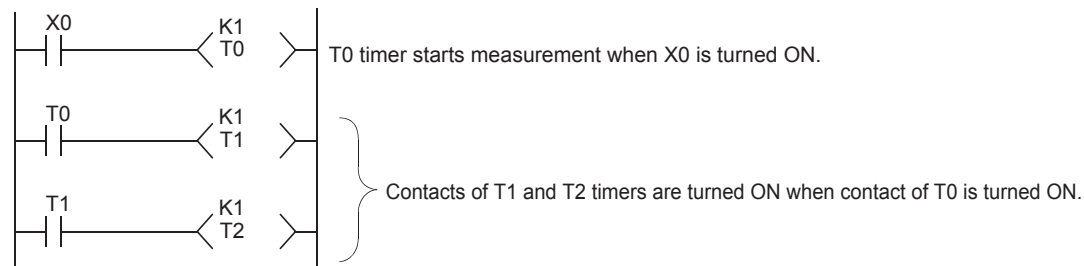 X0
K1
T0
T0 timer starts measurement when X0 is turned ON.
T0
K1
T1
Contacts of T1 and T2 timers are turned ON when contact of T0 is turned ON.
T1
K1
T2